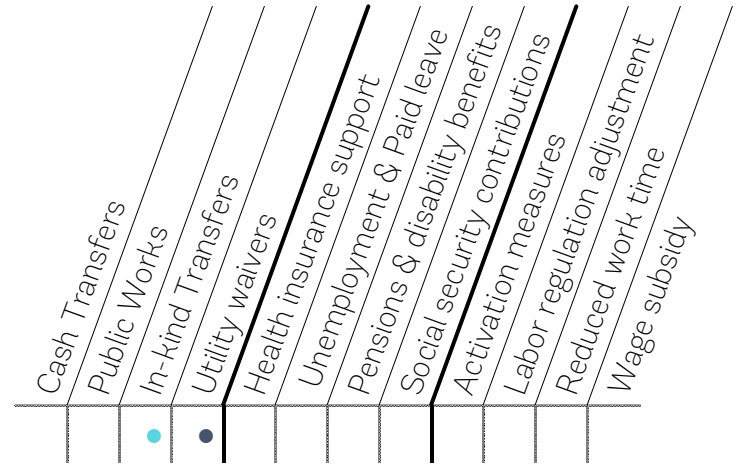 Cash Transfers
Public Works
In-kind Transfers
Utility waivers
Health insurance support
Unemployment & Paid leave
Pensions & disability benefits
Social security contributions
Activation measures
Labor regulation adjustment
Reduced work time
Wage subsidy